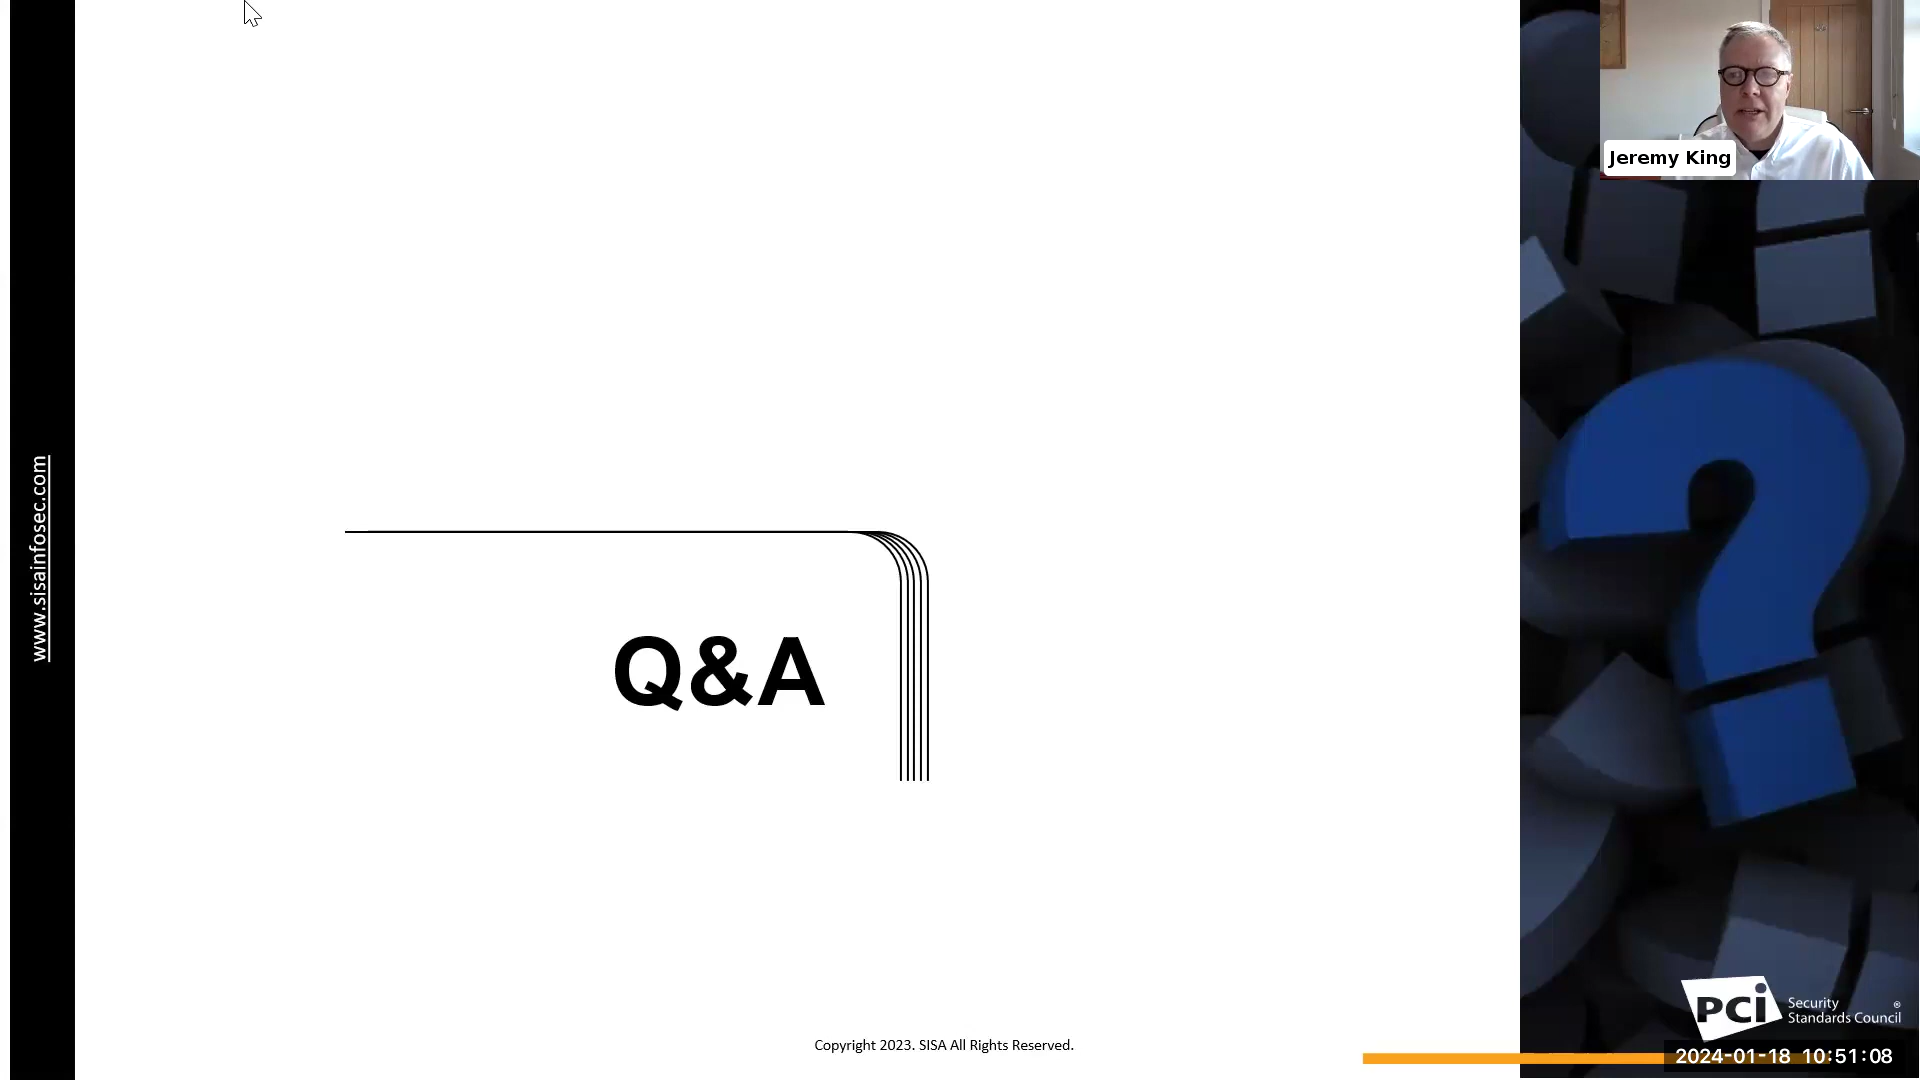 Jeremy King
www.sisainfosec.com
Q&A
PCi Security ®
Standards Council
Copyright 2023. SISA All Rights Reserved.
2024-01-18 10:51:08